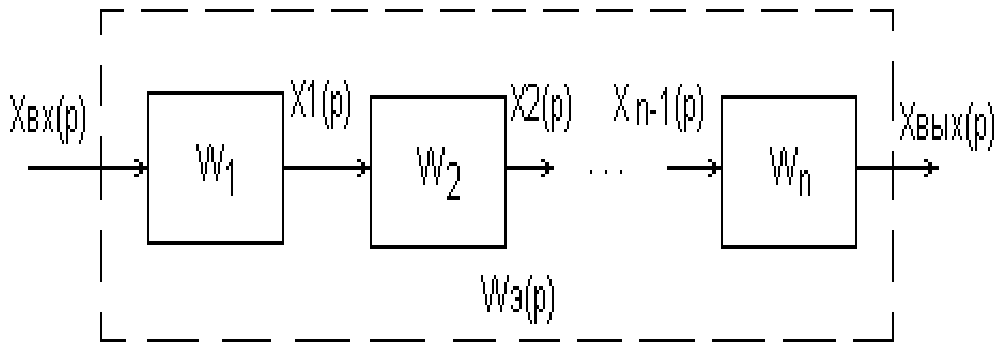 Xвх(р)
W1
X1(р)
W2
X2(р)
. . .
Xn-1(р)
Wn
Xвых(р)
Wэ(р)